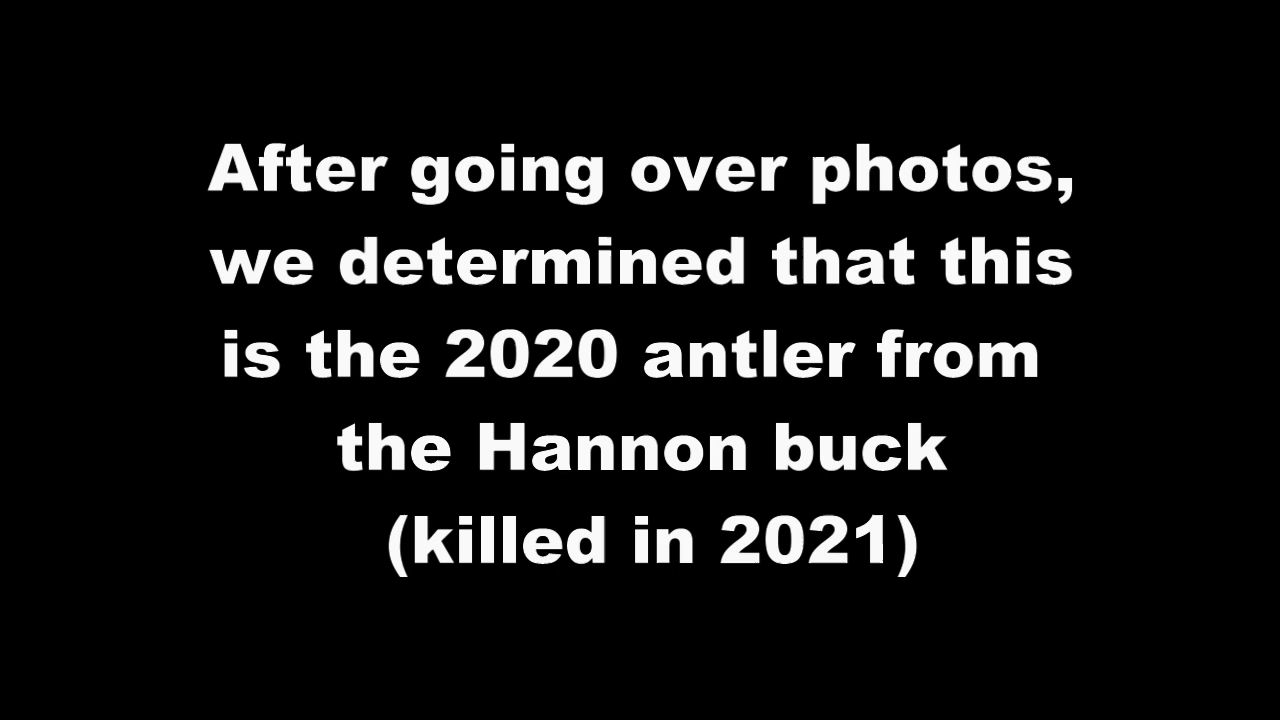 After going over photos,
we determined that this
is the 2020 antler from
the Hannon buck
(killed in 2021)